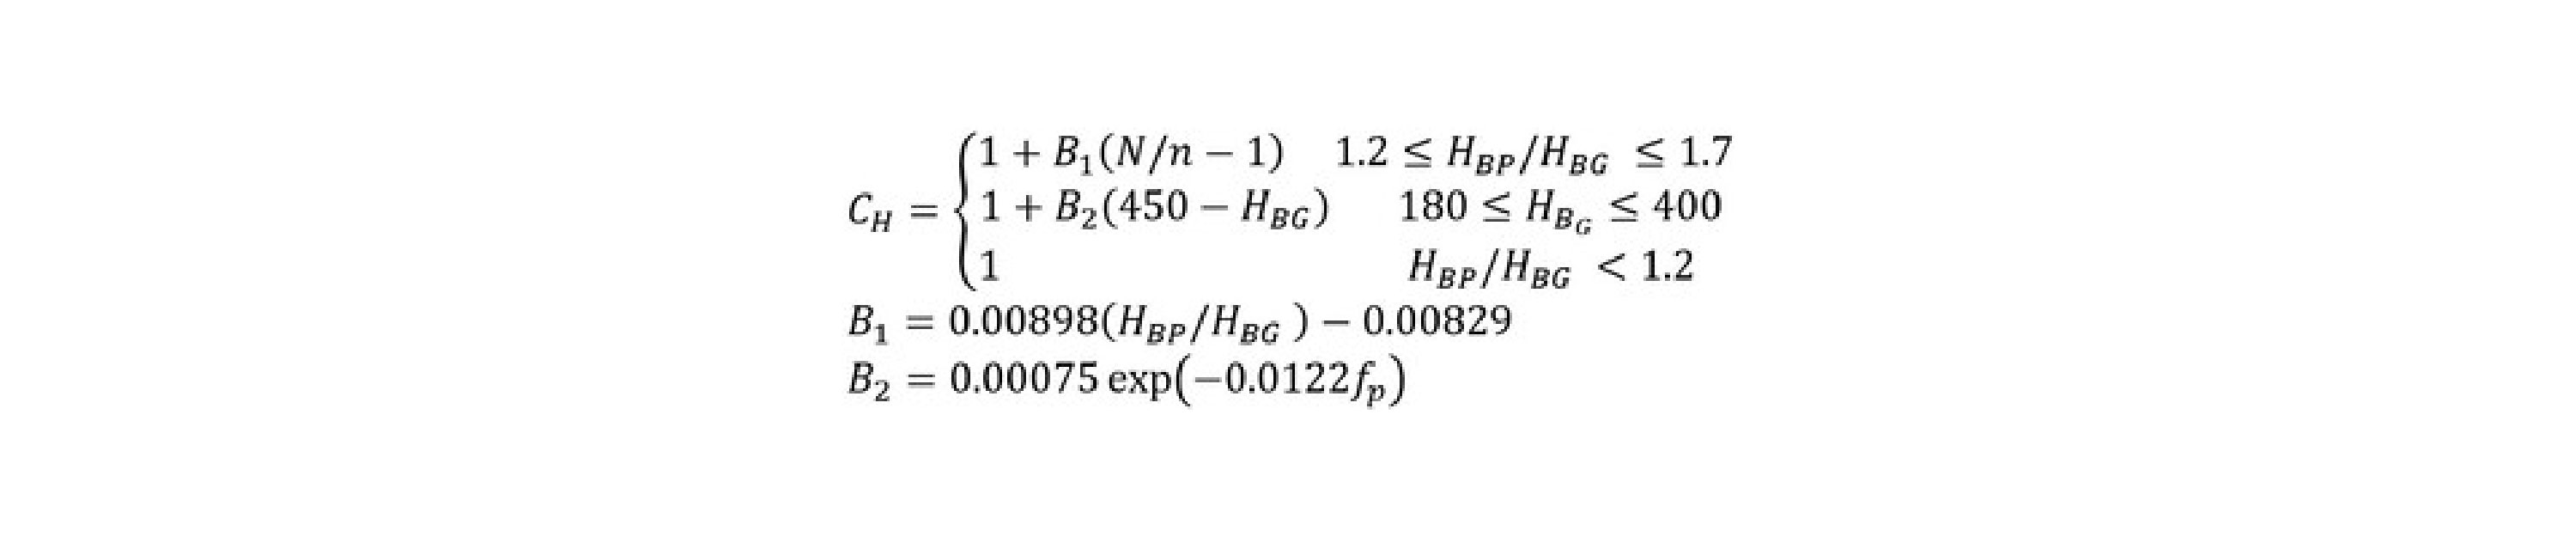 C_H = { 1 + B_1(N/n − 1)   1.2 ≤ H_BP/H_BG ≤ 1.7
1 + B_2(450 − H_BG)   180 ≤ H_B_G ≤ 400
1   H_BP/H_BG < 1.2
B_1 = 0.00898(H_BP/H_BG ) − 0.00829
B_2 = 0.00075 exp(−0.0122f_p)